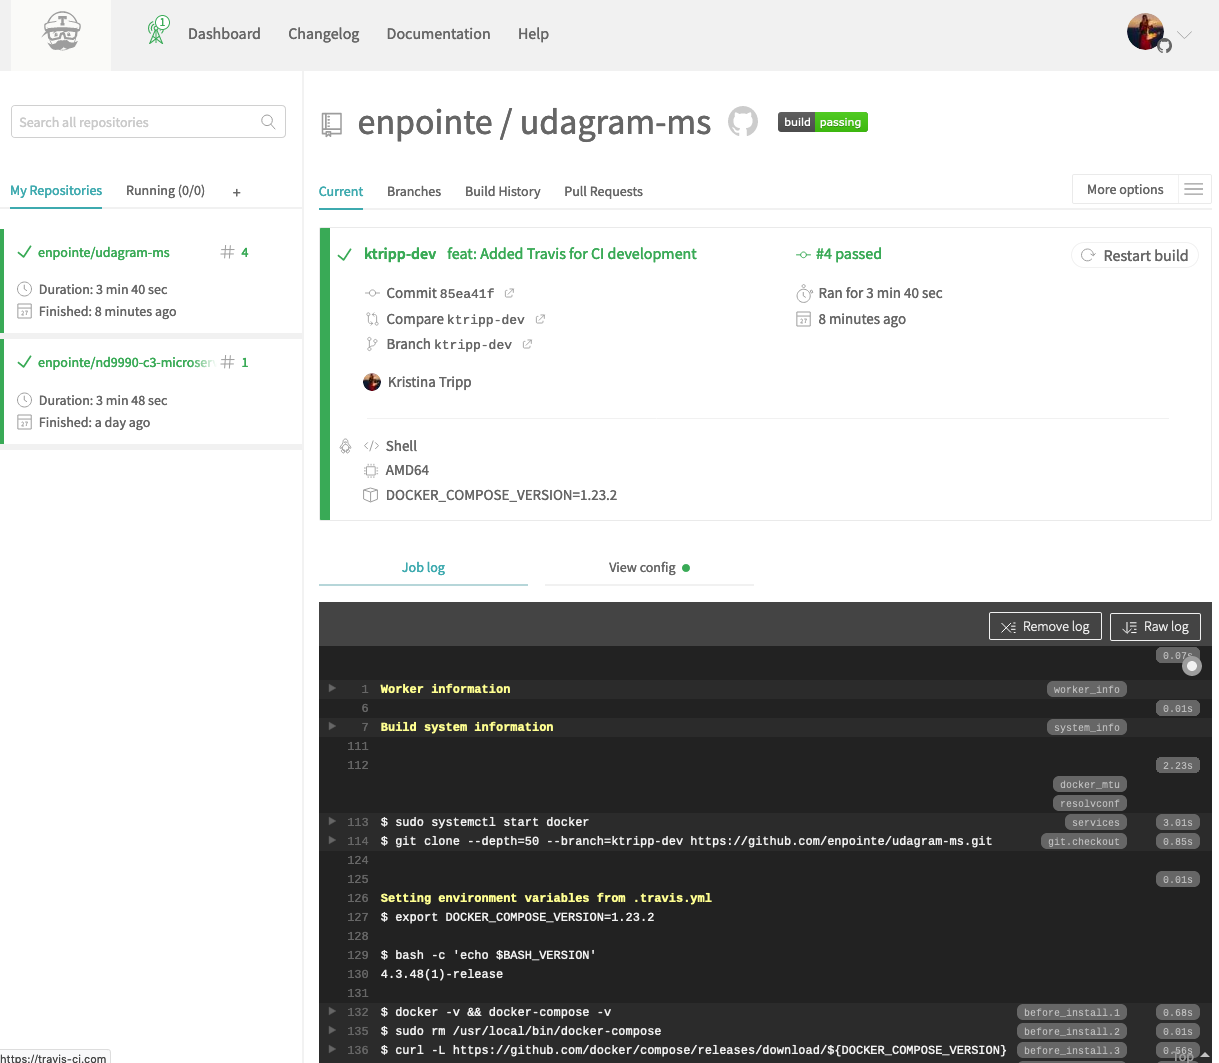 1
Dashboard
Changelog
Documentation
Help
Search all repositories
My Repositories
Running (0/0)
+
enpointe/udagram-ms
# 4
Duration: 3 min 40 sec
Finished: 8 minutes ago
enpointe/nd9990-c3-microser
# 1
Duration: 3 min 48 sec
Finished: a day ago
enpointe / udagram-ms
build passing
Current
Branches
Build History
Pull Requests
More options
ktripp-dev feat: Added Travis for CI development
#4 passed
Restart build
Commit 85ea41f
Ran for 3 min 40 sec
Compare ktripp-dev
8 minutes ago
Branch ktripp-dev
Kristina Tripp
</> Shell
AMD64
DOCKER_COMPOSE_VERSION=1.23.2
Job log
View config
Remove log
Raw log
0.07s
1 Worker information worker_info
6 0.01s
7 Build system information system_info
111
112 2.23s
docker_mtu
resolvconf
113 $ sudo systemctl start docker services 3.01s
114 $ git clone --depth=50 --branch=ktripp-dev https://github.com/enpointe/udagram-ms.git git.checkout 0.85s
124
125 0.01s
126 Setting environment variables from .travis.yml
127 $ export DOCKER_COMPOSE_VERSION=1.23.2
128
129 $ bash -c 'echo $BASH_VERSION'
130 4.3.48(1)-release
131
132 $ docker -v && docker-compose -v before_install.1 0.68s
135 $ sudo rm /usr/local/bin/docker-compose before_install.2 0.01s
136 $ curl -L https://github.com/docker/compose/releases/download/${DOCKER_COMPOSE_VERSION} before_install.3 0.56s
Top
https://travis-ci.com